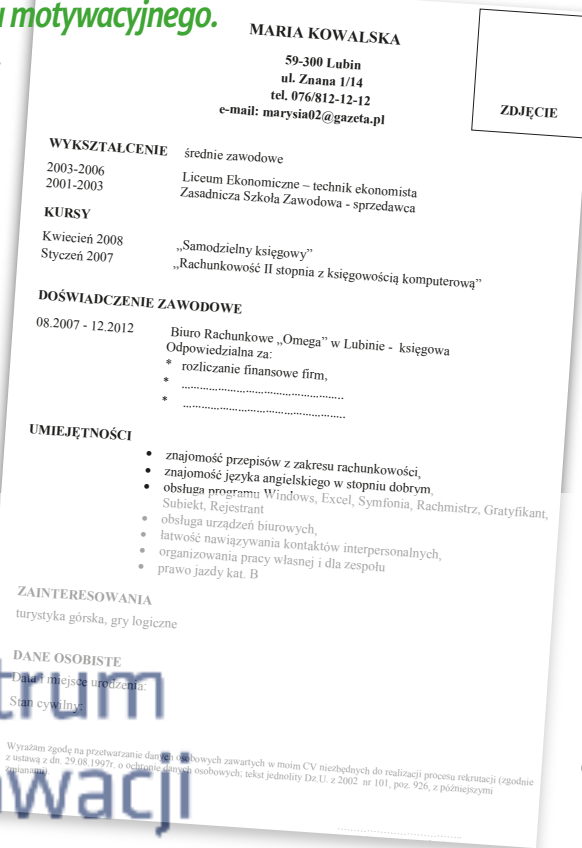 u motywacyjnego.
MARIA KOWALSKA
59-300 Lubin
ul. Znana 1/14
tel. 076/812-12-12
e-mail: marysia02@gazeta.pl
ZDJĘCIE
WYKSZTAŁCENIE średnie zawodowe
2003-2006 Liceum Ekonomiczne – technik ekonomista
2001-2003 Zasadnicza Szkoła Zawodowa - sprzedawca
KURSY
Kwiecień 2008 „Samodzielny księgowy”
Styczeń 2007 „Rachunkowość II stopnia z księgowością komputerową”
DOŚWIADCZENIE ZAWODOWE
08.2007 - 12.2012 Biuro Rachunkowe „Omega” w Lubinie - księgowa
Odpowiedzialna za:
* rozliczanie finansowe firm,
* ................................................
* ................................................
UMIEJĘTNOŚCI
• znajomość przepisów z zakresu rachunkowości,
• znajomość języka angielskiego w stopniu dobrym,
• obsługa programu Windows, Excel, Symfonia, Rachmistrz, Gratyfikant,
Subiekt, Rejestrant
• obsługa urządzeń biurowych,
• łatwość nawiązywania kontaktów interpersonalnych,
• organizowania pracy własnej i dla zespołu
• prawo jazdy kat. B
ZAINTERESOWANIA
turystyka górska, gry logiczne
DANE OSOBISTE
Data i miejsce urodzenia:
Stan cywilny:
trum
Wyrażam zgodę na przetwarzanie danych osobowych zawartych w moim CV niezbędnych do realizacji procesu rekrutacji (zgodnie
z ustawą z dn. 29.08.1997r. o ochronie danych osobowych; tekst jednolity Dz.U. z 2002 nr 101, poz. 926, z późniejszymi
zmianami).
wacji
....................................